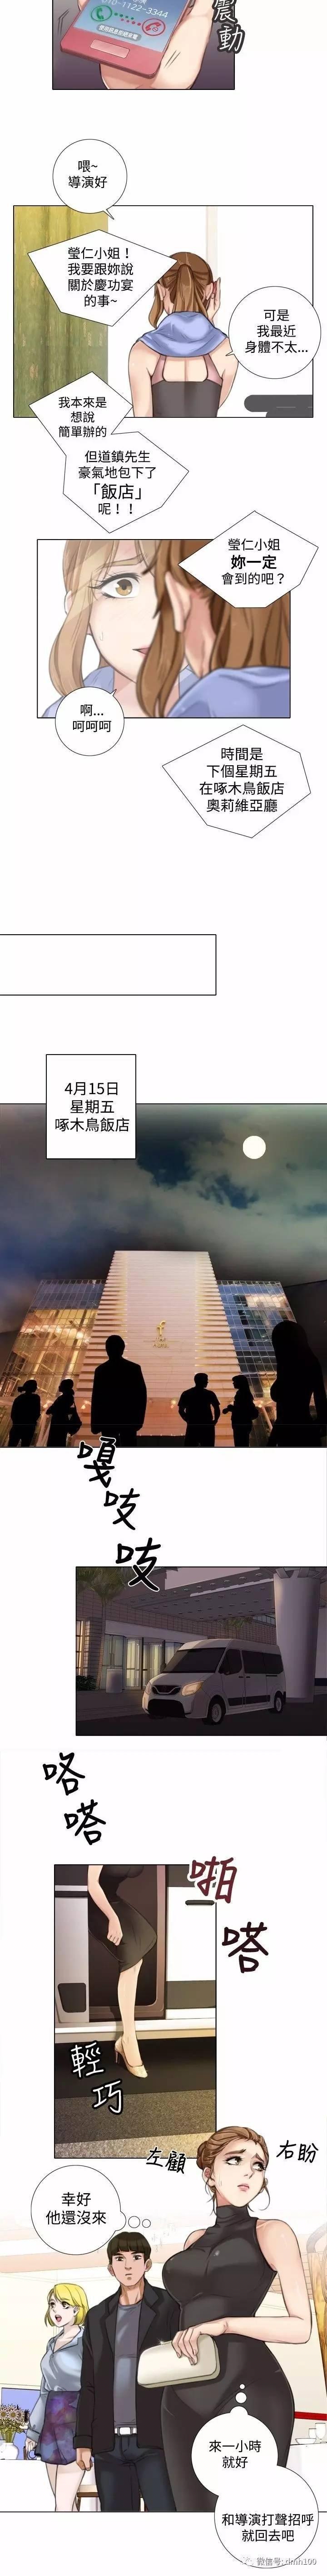 010-1122-3344
震動
喂~
導演好
瑩仁小姐！
我要跟妳說
關於慶功宴
的事~
可是
我最近
身體不太...
我本來是
想說
簡單辦的
但道鎮先生
豪氣地包下了
「飯店」
呢！！
瑩仁小姐
妳一定
會到的吧？
啊...
呵呵呵
時間是
下個星期五
在啄木鳥飯店
奧莉維亞廳
4月15日
星期五
啄木鳥飯店
嘎
吱
吱
咯
嗒
啪
嗒
輕
巧
左顧
右盼
幸好
他還沒來
來一小時
就好
和導演打聲招呼
就回去吧